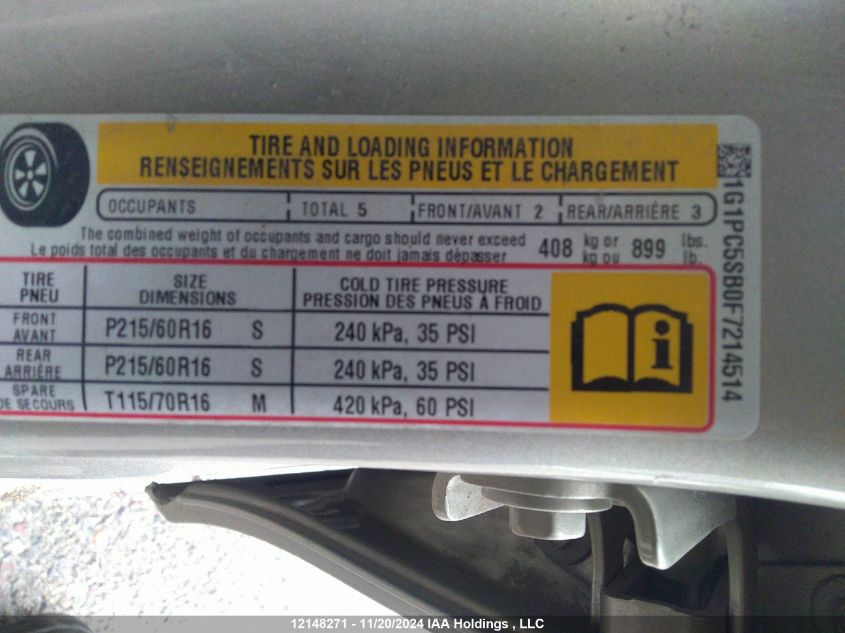 TIRE AND LOADING INFORMATION
RENSEIGNEMENTS SUR LES PNEUS ET LE CHARGEMENT
OCCUPANTS TOTAL 5 FRONT/AVANT 2 REAR/ARRIÈRE 3
The combined weight of occupants and cargo should never exceed 408 kg or 899 lbs.
Le poids total des occupants et du chargement ne doit jamais dépasser kg ou lb.
TIRE SIZE COLD TIRE PRESSURE
PNEU DIMENSIONS PRESSION DES PNEUS À FROID
FRONT
AVANT P215/60R16 S 240 kPa, 35 PSI
REAR
ARRIÈRE P215/60R16 S 240 kPa, 35 PSI
SPARE
DE SECOURS T115/70R16 M 420 kPa, 60 PSI
1G1PC5SB0F7214514
12148271 - 11/20/2024 IAA Holdings , LLC